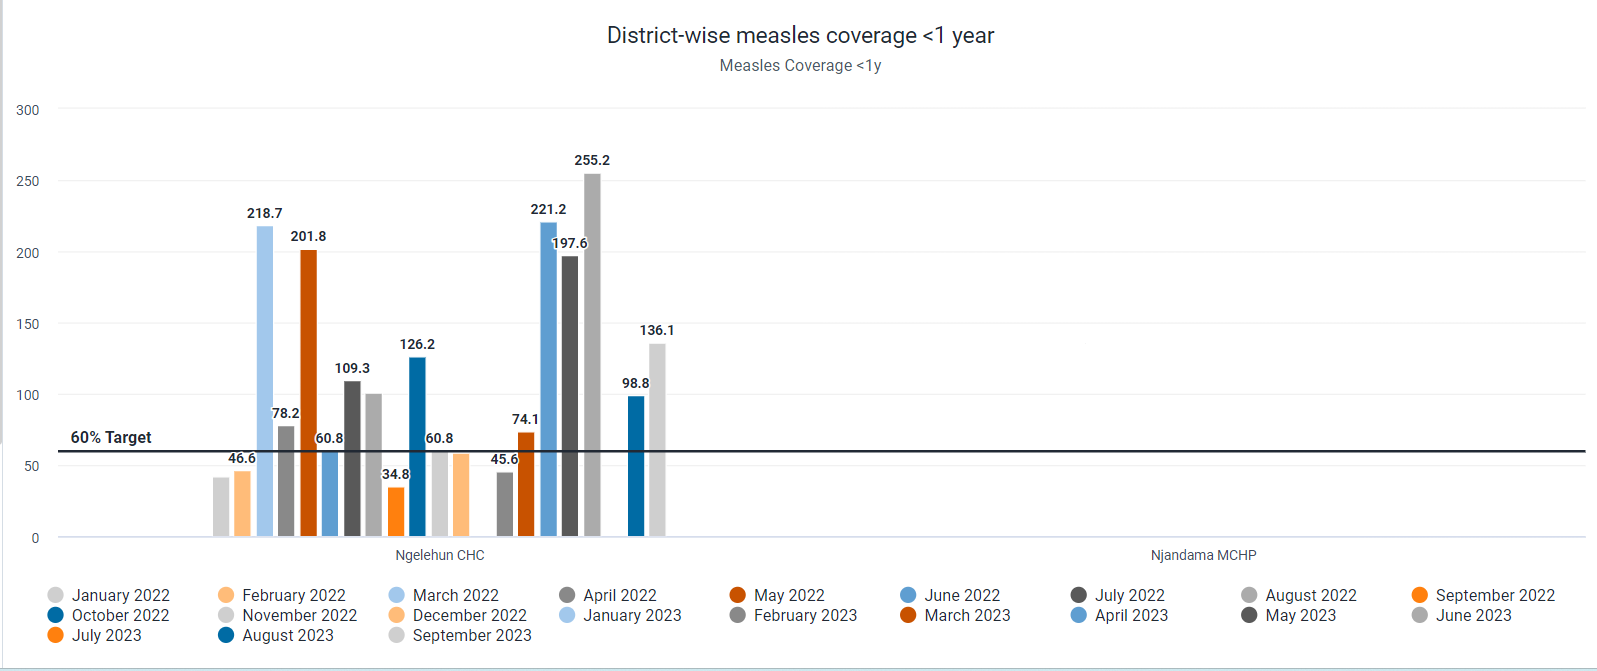 District-wise measles coverage <1 year
Measles Coverage <1y
300
250
200
150
100
50
0
60% Target
46.6
218.7
78.2
201.8
60.8
109.3
34.8
126.2
60.8
45.6
74.1
221.2
197.6
255.2
98.8
136.1
Ngelehun CHC
Njandama MCHP
January 2022 February 2022 March 2022 April 2022 May 2022 June 2022 July 2022 August 2022 September 2022
October 2022 November 2022 December 2022 January 2023 February 2023 March 2023 April 2023 May 2023 June 2023
July 2023 August 2023 September 2023